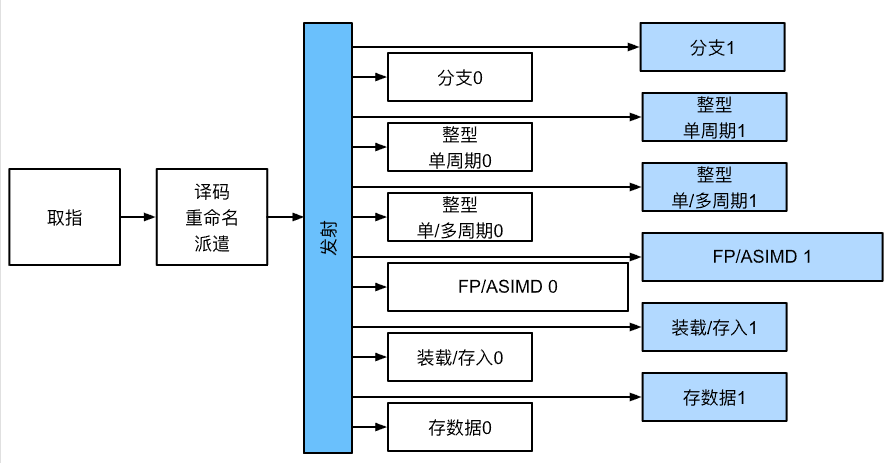 取指
译码
重命名
派遣
发射
分支1
分支0
整型
单周期1
整型
单周期0
整型
单/多周期1
整型
单/多周期0
FP/ASIMD 1
FP/ASIMD 0
装载/存入1
装载/存入0
存数据1
存数据0